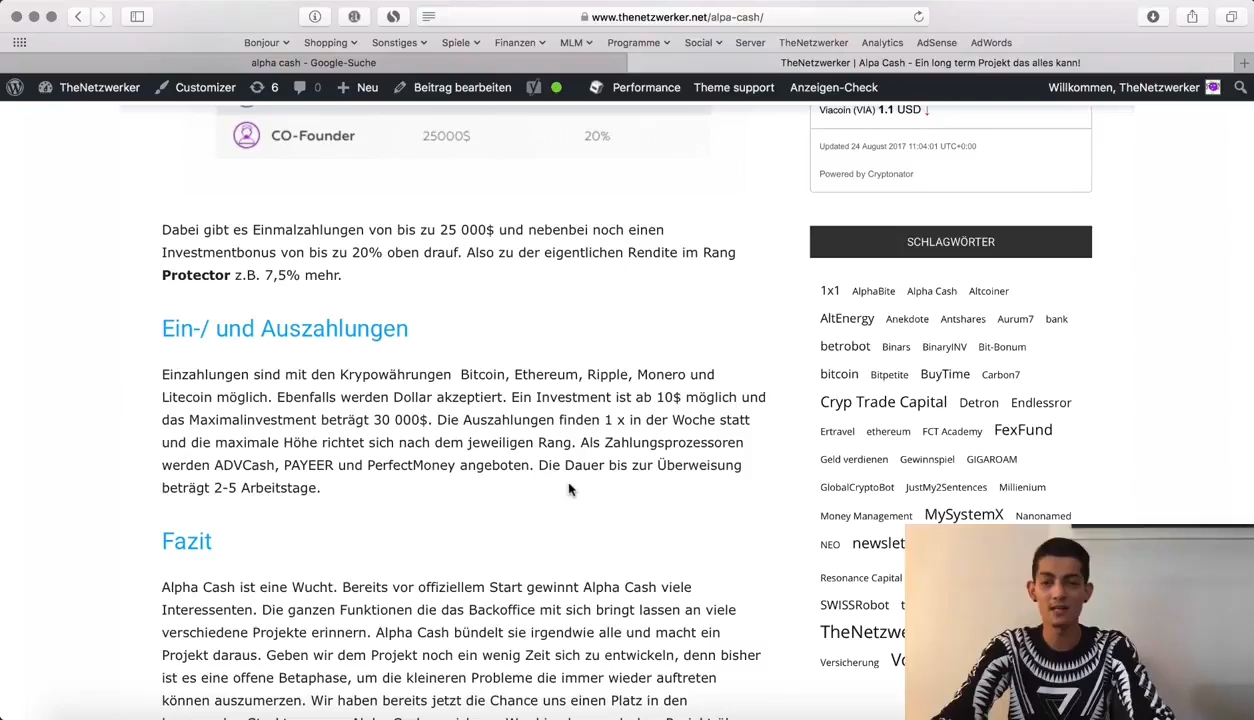 www.thenetzwerker.net/alpa-cash/
Bonjour Shopping Sonstiges Spiele Finanzen MLM Programme Social Server TheNetzwerker Analytics AdSense AdWords
alpha cash - Google-Suche
TheNetzwerker | Alpa Cash - Ein long term Projekt das alles kann!
TheNetzwerker Customizer 6 0 Neu Beitrag bearbeiten Performance Theme support Anzeigen-Check Willkommen, TheNetzwerker
CO-Founder 25000$ 20%
Dabei gibt es Einmalzahlungen von bis zu 25 000$ und nebenbei noch einen
Investmentbonus von bis zu 20% oben drauf. Also zu der eigentlichen Rendite im Rang
Protector z.B. 7,5% mehr.
Ein-/ und Auszahlungen
Einzahlungen sind mit den Krypowährungen Bitcoin, Ethereum, Ripple, Monero und
Litecoin möglich. Ebenfalls werden Dollar akzeptiert. Ein Investment ist ab 10$ möglich und
das Maximalinvestment beträgt 30 000$. Die Auszahlungen finden 1 x in der Woche statt
und die maximale Höhe richtet sich nach dem jeweiligen Rang. Als Zahlungsprozessoren
werden ADVCash, PAYEER und PerfectMoney angeboten. Die Dauer bis zur Überweisung
beträgt 2-5 Arbeitstage.
Fazit
Alpha Cash ist eine Wucht. Bereits vor offiziellem Start gewinnt Alpha Cash viele
Interessenten. Die ganzen Funktionen die das Backoffice mit sich bringt lassen an viele
verschiedene Projekte erinnern. Alpha Cash bündelt sie irgendwie alle und macht ein
Projekt daraus. Geben wir dem Projekt noch ein wenig Zeit sich zu entwickeln, denn bisher
ist es eine offene Betaphase, um die kleineren Probleme die immer wieder auftreten
können auszumerzen. Wir haben bereits jetzt die Chance uns einen Platz in den
Viacoin (VIA) 1.1 USD ↓
Updated 24 August 2017 11:04:01 UTC+0:00
Powered by Cryptonator
SCHLAGWÖRTER
1x1 AlphaBite Alpha Cash Altcoiner
AltEnergy Anekdote Antshares Aurum7 bank
betrobot Binars BinaryINV Bit-Bonum
bitcoin Bitpetite BuyTime Carbon7
Cryp Trade Capital Detron Endlessror
Ertravel ethereum FCT Academy FexFund
Geld verdienen Gewinnspiel GIGAROAM
GlobalCryptoBot JustMy2Sentences Millenium
Money Management MySystemX Nanonamed
NEO newslet
Resonance Capital
SWISSRobot t
TheNetzwe
Versicherung Vo